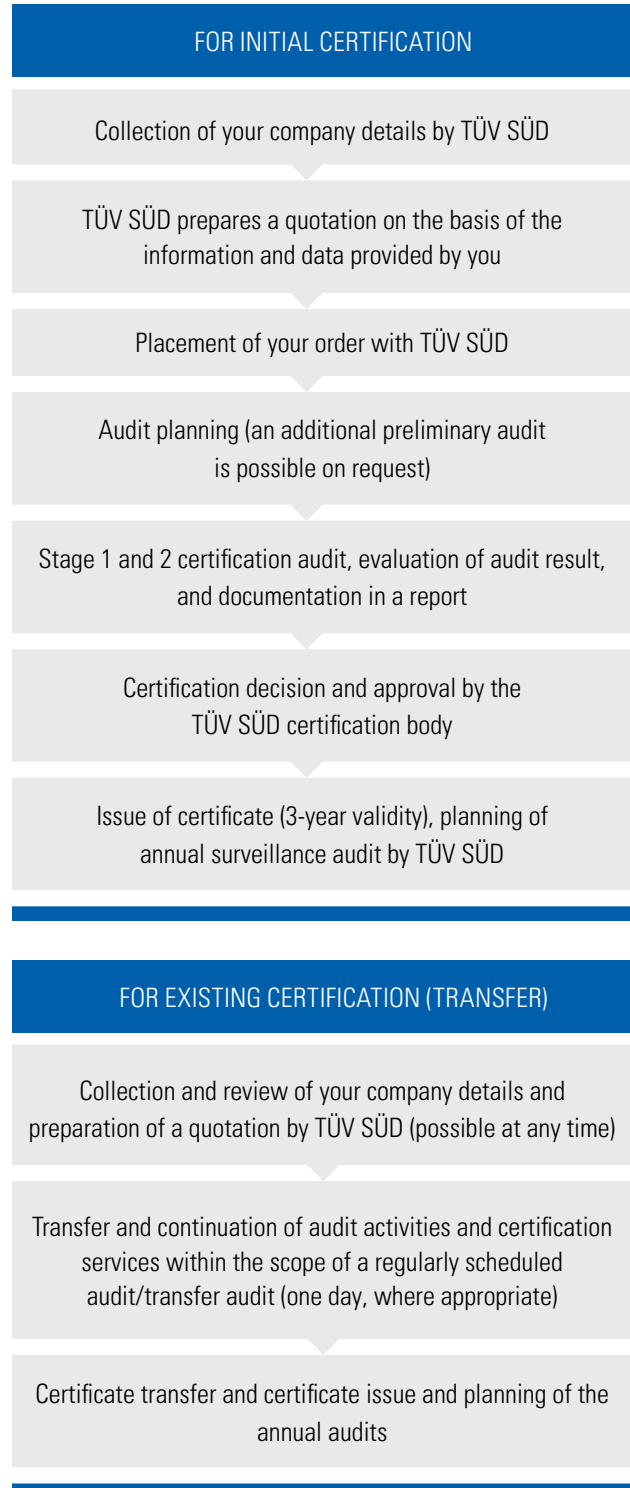 FOR INITIAL CERTIFICATION
Collection of your company details by TÜV SÜD
TÜV SÜD prepares a quotation on the basis of the
information and data provided by you
Placement of your order with TÜV SÜD
Audit planning (an additional preliminary audit
is possible on request)
Stage 1 and 2 certification audit, evaluation of audit result,
and documentation in a report
Certification decision and approval by the
TÜV SÜD certification body
Issue of certificate (3-year validity), planning of
annual surveillance audit by TÜV SÜD
FOR EXISTING CERTIFICATION (TRANSFER)
Collection and review of your company details and
preparation of a quotation by TÜV SÜD (possible at any time)
Transfer and continuation of audit activities and certification
services within the scope of a regularly scheduled
audit/transfer audit (one day, where appropriate)
Certificate transfer and certificate issue and planning of the
annual audits